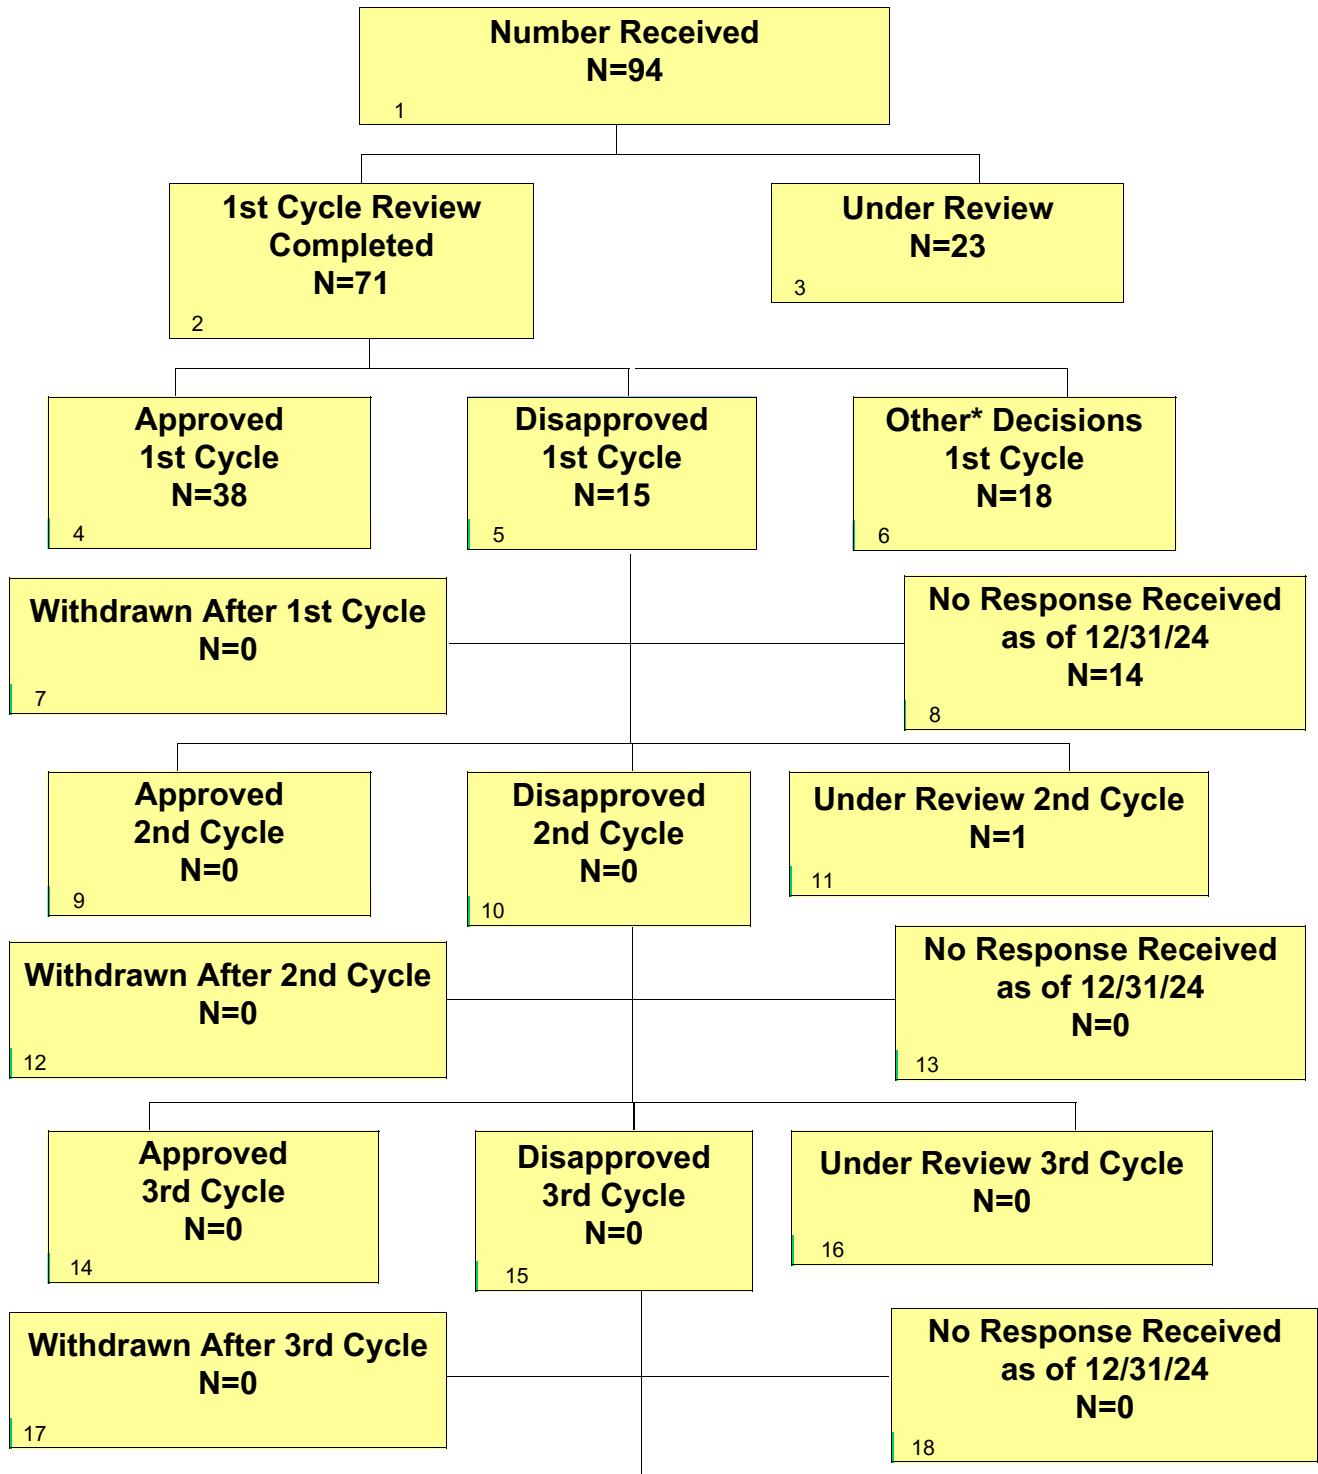 Number Received
N=94
1
1st Cycle Review
Completed
N=71
2
Under Review
N=23
3
Approved
1st Cycle
N=38
4
Disapproved
1st Cycle
N=15
5
Other* Decisions
1st Cycle
N=18
6
Withdrawn After 1st Cycle
N=0
7
No Response Received
as of 12/31/24
N=14
8
Approved
2nd Cycle
N=0
9
Disapproved
2nd Cycle
N=0
10
Under Review 2nd Cycle
N=1
11
Withdrawn After 2nd Cycle
N=0
12
No Response Received
as of 12/31/24
N=0
13
Approved
3rd Cycle
N=0
14
Disapproved
3rd Cycle
N=0
15
Under Review 3rd Cycle
N=0
16
Withdrawn After 3rd Cycle
N=0
17
No Response Received
as of 12/31/24
N=0
18